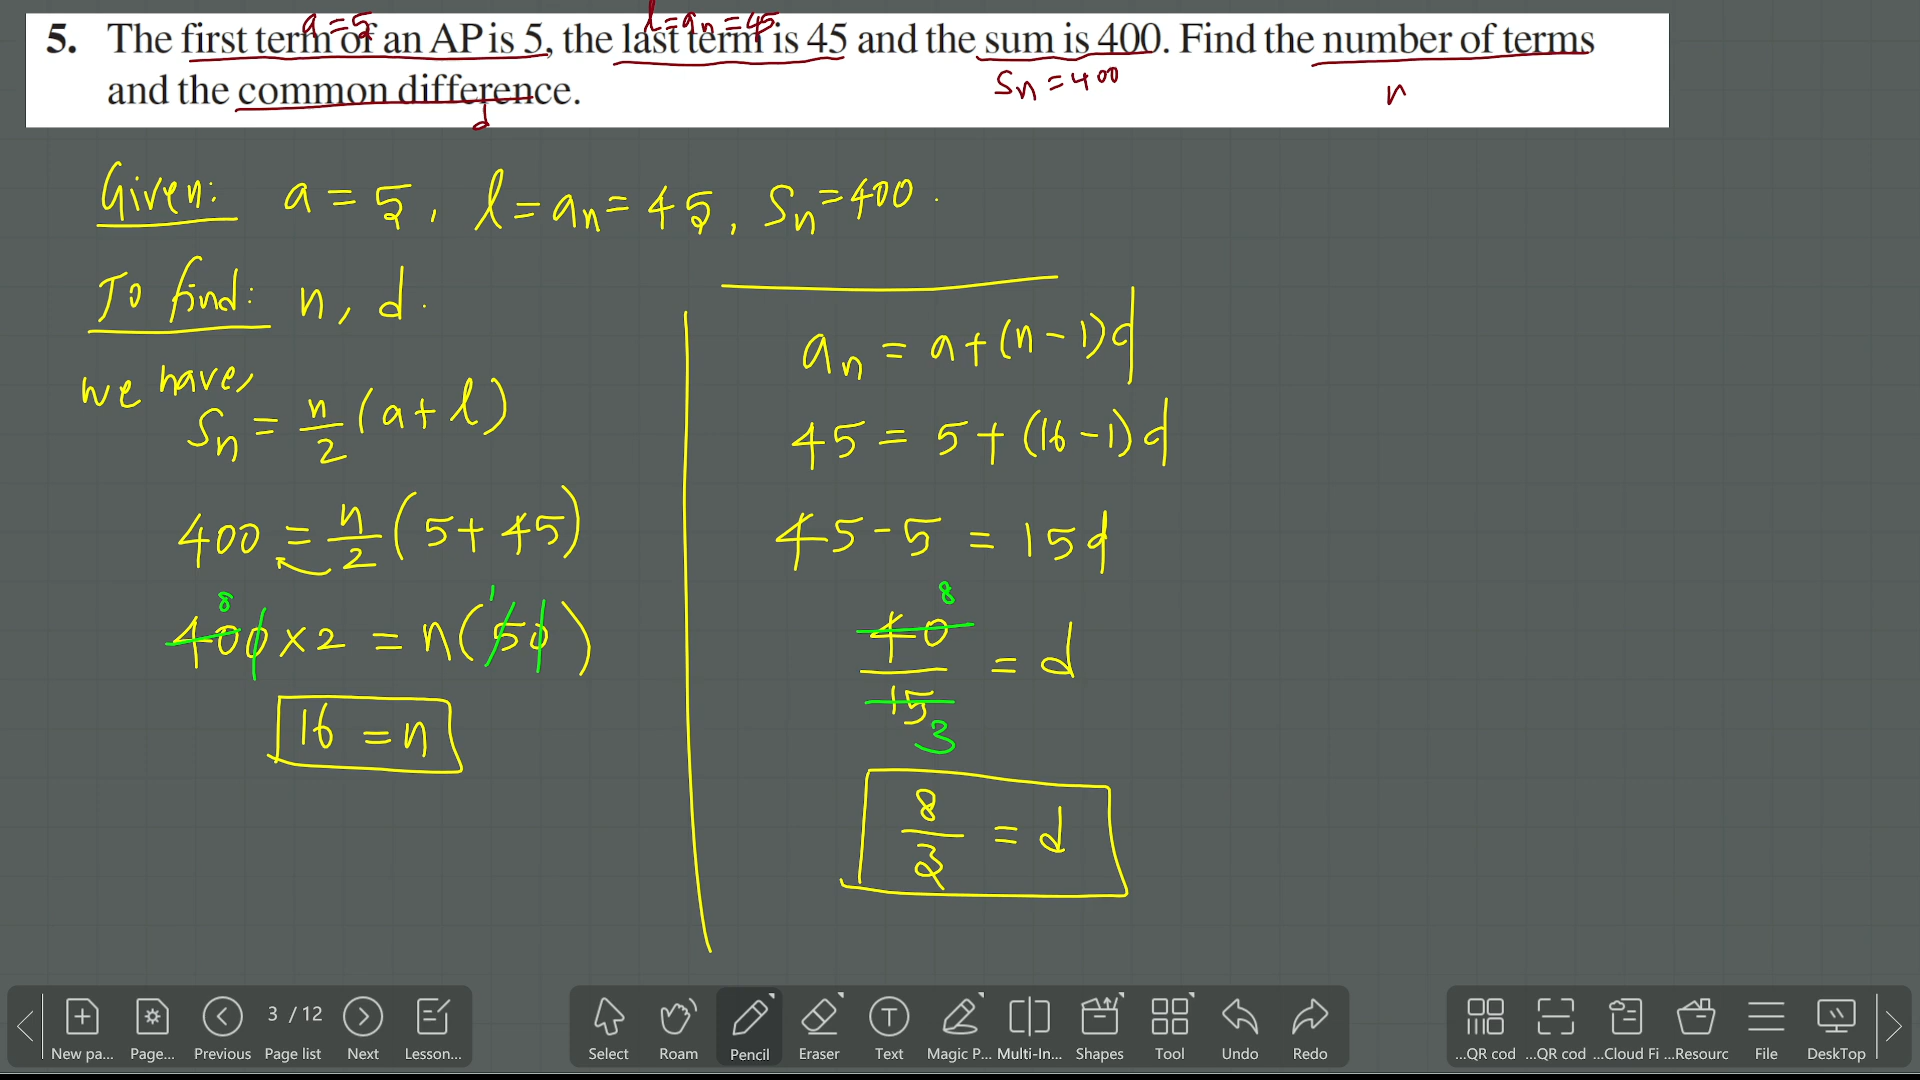 5. The first term of an AP is 5, the last term is 45 and the sum is 400. Find the number of terms
a = 5
l = an = 45
and the common difference.
Sn = 400
n
d
Given: a = 5, l = an = 45, Sn = 400.
To find: n, d.
we have,
Sn = n/2 (a + l)
400 = n/2 (5 + 45)
8 1
400 × 2 = n(50)
16 = n
an = a + (n - 1)d
45 = 5 + (16 - 1)d
45 - 5 = 15d
8
40/15 = d
3
8/3 = d
3 / 12
New pa... Page... Previous Page list Next Lesson...
Select Roam Pencil Eraser Text Magic P... Multi-In... Shapes Tool Undo Redo
...QR cod ...QR cod ...Cloud Fi ...Resourc File DeskTop